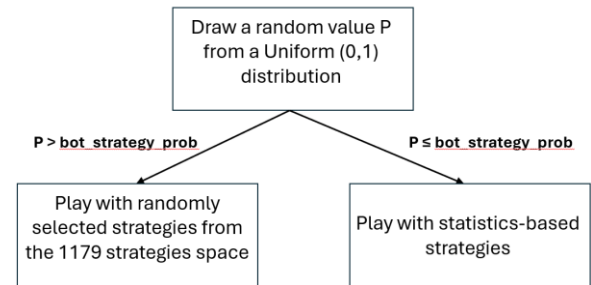 Draw a random value P
from a Uniform (0,1)
distribution
P > bot_strategy_prob
P ≤ bot_strategy_prob
Play with randomly
selected strategies from
the 1179 strategies space
Play with statistics-based
strategies